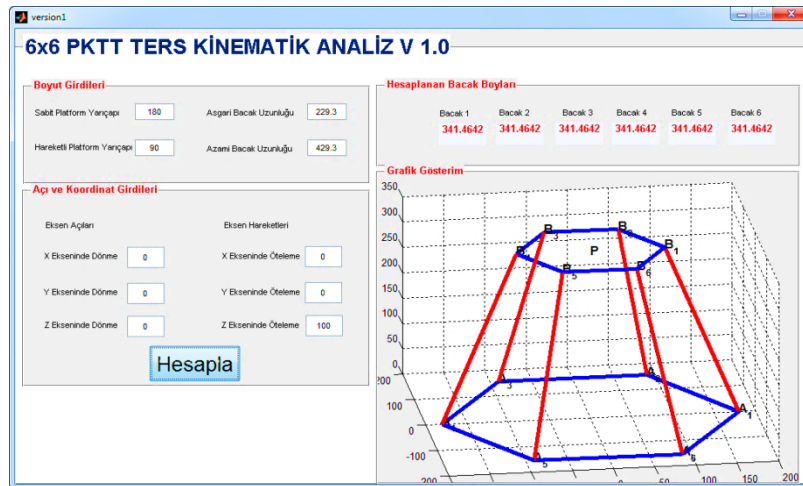 version1
6x6 PKTT TERS KİNEMATİK ANALİZ V 1.0
Boyut Girdileri
Sabit Platform Yarıçapı 180 Asgari Bacak Uzunluğu 229.3
Hareketli Platform Yarıçapı 90 Azami Bacak Uzunluğu 429.3
Açı ve Koordinat Girdileri
Eksen Açıları Eksen Hareketleri
X Ekseninde Dönme 0 X Ekseninde Öteleme 0
Y Ekseninde Dönme 0 Y Ekseninde Öteleme 0
Z Ekseninde Dönme 0 Z Ekseninde Öteleme 100
Hesapla
Hesaplanan Bacak Boyları
Bacak 1 Bacak 2 Bacak 3 Bacak 4 Bacak 5 Bacak 6
341.4642 341.4642 341.4642 341.4642 341.4642 341.4642
Grafik Gösterim
350
300
250
200
150
100
50
0
200
100
0
-100
-200
0 50 100 150 200
B3
P
B1
B5 B6
A3
A1
A5 A6